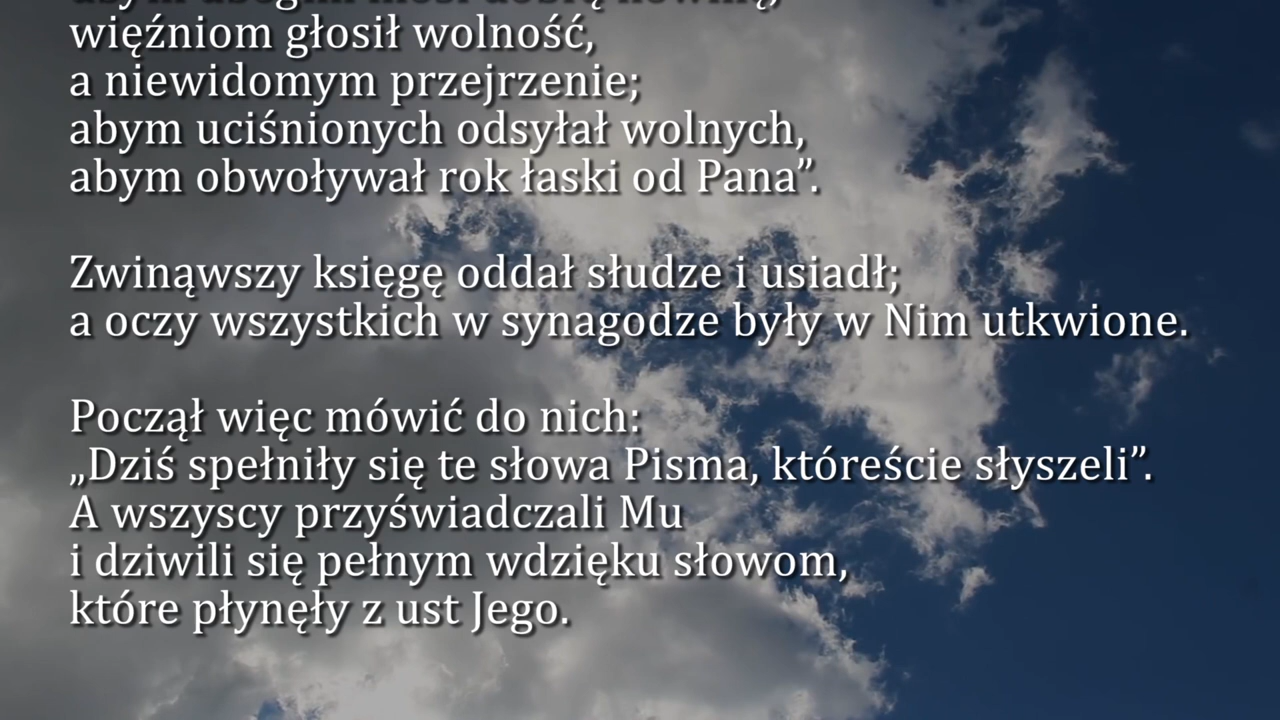 więźniom głosił wolność,
a niewidomym przejrzenie;
abym uciśnionych odsyłał wolnych,
abym obwoływał rok łaski od Pana”.
Zwinąwszy księgę oddał słudze i usiadł;
a oczy wszystkich w synagodze były w Nim utkwione.
Począł więc mówić do nich:
„Dziś spełniły się te słowa Pisma, któreście słyszeli”.
A wszyscy przyświadczali Mu
i dziwili się pełnym wdzięku słowom,
które płynęły z ust Jego.